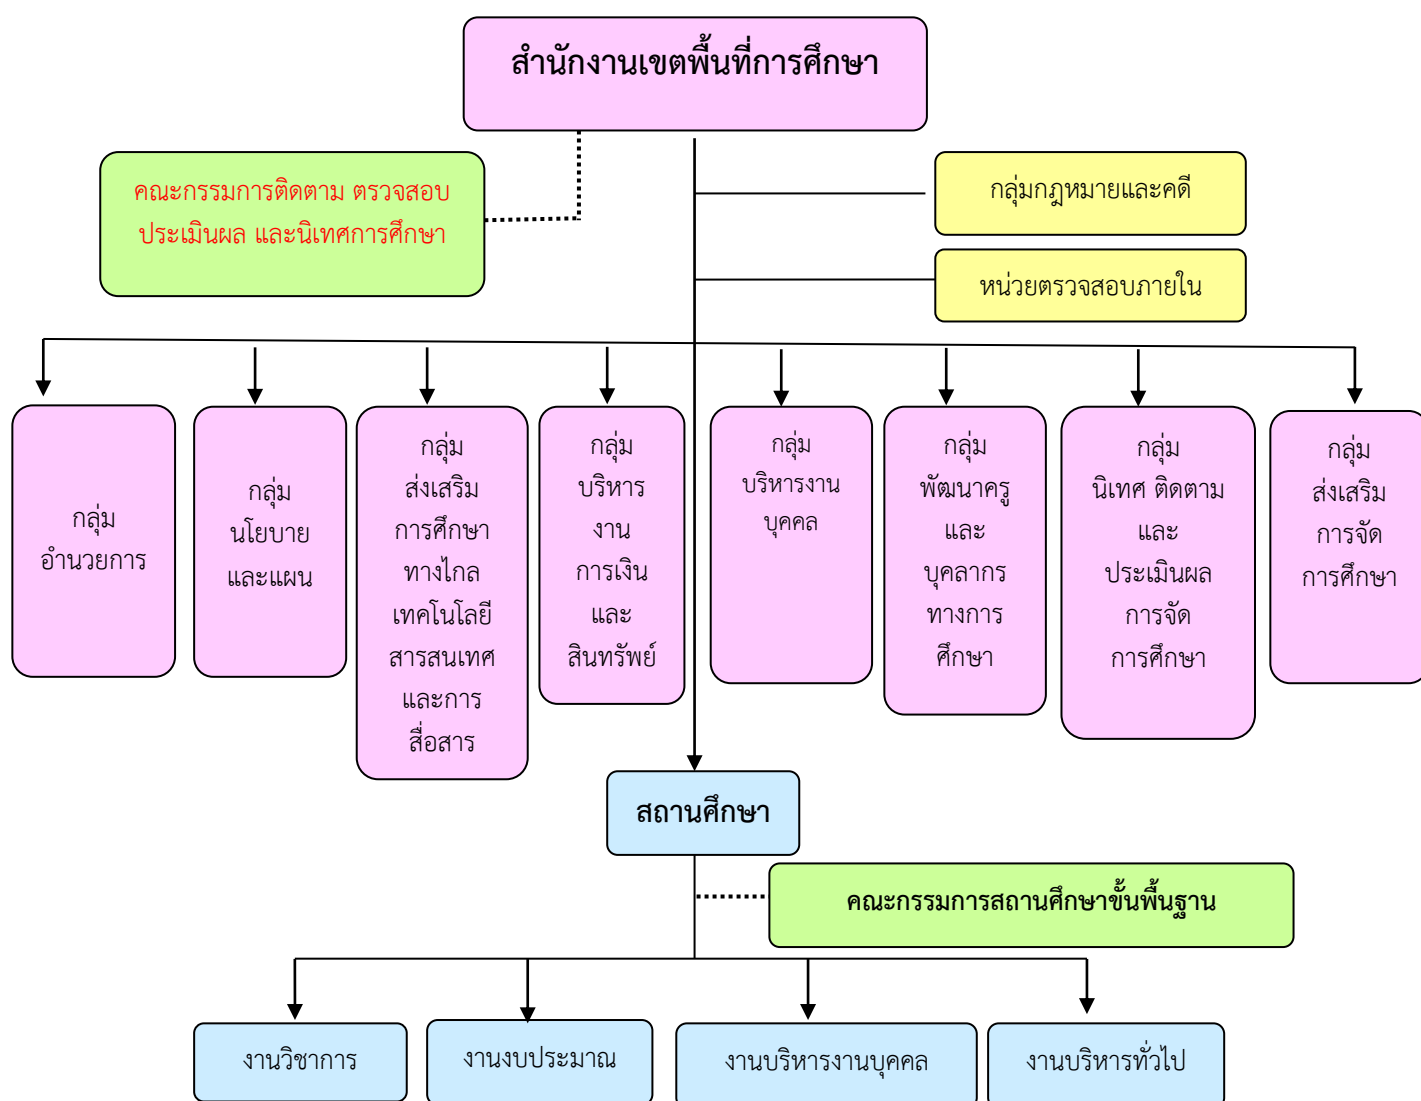 สำนักงานเขตพื้นที่การศึกษา
คณะกรรมการติดตาม ตรวจสอบ
ประเมินผล และนิเทศการศึกษา
กลุ่มกฎหมายและคดี
หน่วยตรวจสอบภายใน
กลุ่ม
อำนวยการ
กลุ่ม
นโยบาย
และแผน
กลุ่ม
ส่งเสริม
การศึกษา
ทางไกล
เทคโนโลยี
สารสนเทศ
และการ
สื่อสาร
กลุ่ม
บริหาร
งาน
การเงิน
และ
สินทรัพย์
กลุ่ม
บริหารงาน
บุคคล
กลุ่ม
พัฒนาครู
และ
บุคลากร
ทางการ
ศึกษา
กลุ่ม
นิเทศ ติดตาม
และ
ประเมินผล
การจัด
การศึกษา
กลุ่ม
ส่งเสริม
การจัด
การศึกษา
สถานศึกษา
คณะกรรมการสถานศึกษาขั้นพื้นฐาน
งานวิชาการ
งานงบประมาณ
งานบริหารงานบุคคล
งานบริหารทั่วไป